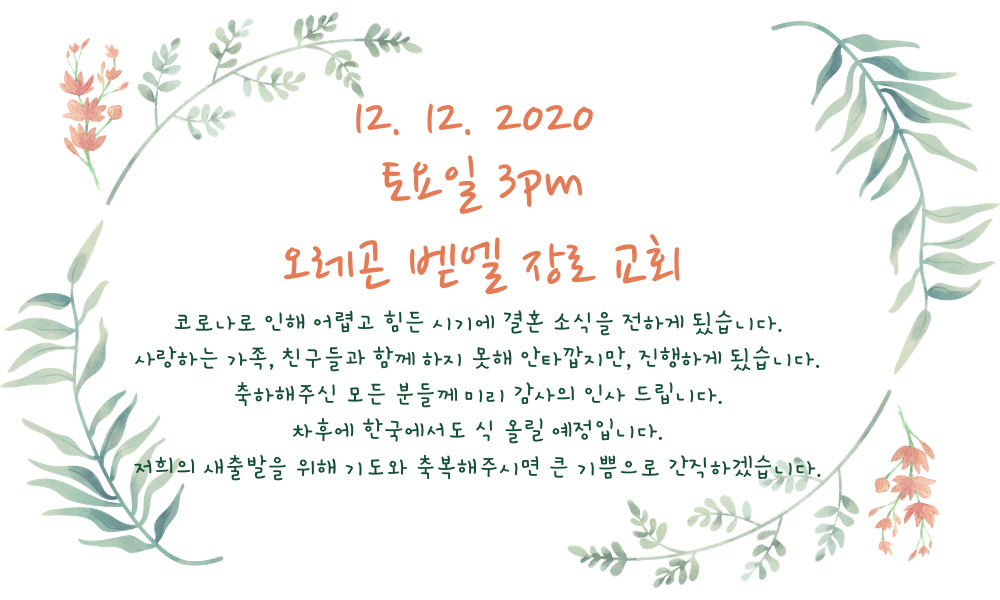 12. 12. 2020
토요일 3pm
오레곤 벧엘 장로 교회
코로나로 인해 어렵고 힘든 시기에 결혼 소식을 전하게 됬습니다.
사랑하는 가족, 친구들과 함께 하지 못해 안타깝지만, 진행하게 됬습니다.
축하해주신 모든 분들께 미리 감사의 인사 드립니다.
차후에 한국에서도 식 올릴 예정입니다.
저희의 새출발을 위해 기도와 축복해주시면 큰 기쁨으로 간직하겠습니다.